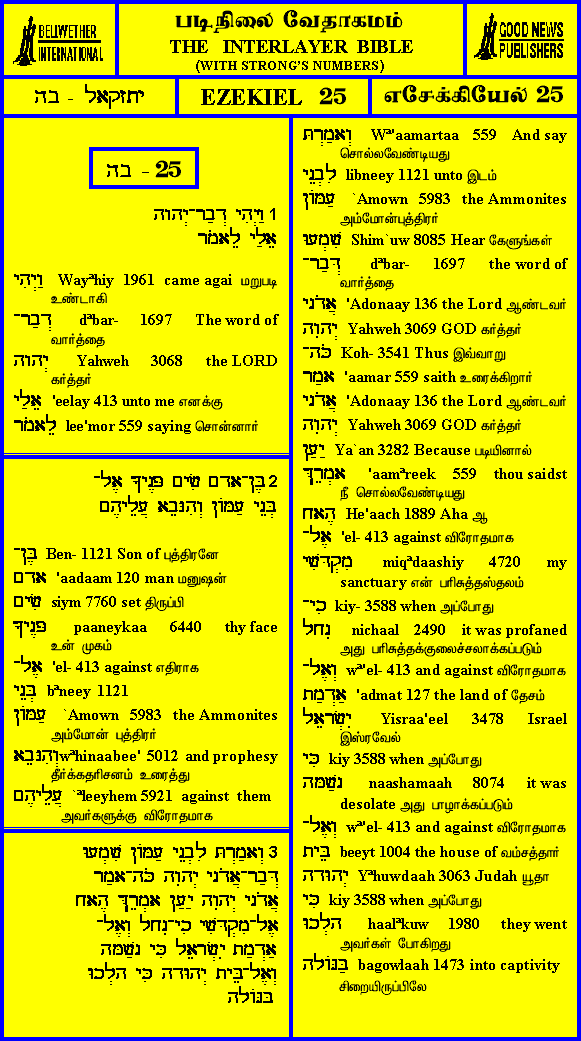 BELLWETHER
INTERNATIONAL
படிநிலை வேதாகமம்
THE INTERLAYER BIBLE
(WITH STRONG'S NUMBERS)
GOOD NEWS
PUBLISHERS
יחזקאל - כה
EZEKIEL 25
எசேக்கியேல் 25
כה - 25
1 וַיְּהִי דְבַר־יְהוָה
אֵלַי לֵאמֹר
וַיְּהִי Wayªhiy 1961 came agai மறுபடி
உண்டாகி
דְבַר־ dªbar- 1697 The word of
வார்த்தை
יְהוָה Yahweh 3068 the LORD
கர்த்தர்
אֵלַי 'eelay 413 unto me எனக்கு
לֵאמֹר lee'mor 559 saying சொன்னார்
2 בֶּן־אָדָם שִׂים פָּנֶיךָ אֶל־
בְּנֵי עַמּוֹן וְהִנָּבֵא עֲלֵיהֶם
בֶּן־ Ben- 1121 Son of புத்திரனே
אָדָם 'aadaam 120 man மனுஷன்
שִׂים siym 7760 set திருப்பி
פָּנֶיךָ paaneykaa 6440 thy face
உன் முகம்
אֶל־ 'el- 413 against எதிராக
בְּנֵי bªneey 1121
עַמּוֹן `Amown 5983 the Ammonites
அம்மோன் புத்திரர்
וְהִנָּבֵא wªhinaabee' 5012 and prophesy
தீர்க்கதரிசனம் உரைத்து
עֲלֵיהֶם `ªleeyhem 5921 against them
அவர்களுக்கு விரோதமாக
3 וְאָמַרְתָּ לִבְנֵי עַמּוֹן שִׁמְעוּ
דְּבַר־אֲדֹנָי יְהוִה כֹּה־אָמַר
אֲדֹנָי יְהוִה יַעַן אָמְרֵךְ הֶאָח
אֶל־מִקְדָּשִׁי כִי־נִחָל וְאֶל־
אַדְמַת יִשְׂרָאֵל כִּי נָשַׁמָּה
וְאֶל־בֵּית יְהוּדָה כִּי הָלְכוּ
בַּגּוֹלָה
וְאָמַרְתָּ Wª'aamartaa 559 And say
சொல்லவேண்டியது
לִבְנֵי libneey 1121 unto இடம்
עַמּוֹן `Amown 5983 the Ammonites
அம்மோன்புத்திரர்
שִׁמְעוּ Shim`uw 8085 Hear கேளுங்கள்
דְּבַר־ dªbar- 1697 the word of
வார்த்தை
אֲדֹנָי 'Adonaay 136 the Lord ஆண்டவர்
יְהוִה Yahweh 3069 GOD கர்த்தர்
כֹּה־ Koh- 3541 Thus இவ்வாறு
אָמַר 'aamar 559 saith உரைக்கிறார்
אֲדֹנָי 'Adonaay 136 the Lord ஆண்டவர்
יְהוִה Yahweh 3069 GOD கர்த்தர்
יַעַן Ya`an 3282 Because படியினால்
אָמְרֵךְ 'aamªreek 559 thou saidst
நீ சொல்லவேண்டியது
הֶאָח He'aach 1889 Aha ஆ
אֶל־ 'el- 413 against விரோதமாக
מִקְדָּשִׁי miqªdaashiy 4720 my
sanctuary என் பரிசுத்தஸ்தலம்
כִי־ kiy- 3588 when அப்போது
נִחָל nichaal 2490 it was profaned
அது பரிசுத்தக்குலைச்சலாக்கப்படும்
וְאֶל־ wª'el- 413 and against விரோதமாக
אַדְמַת 'admat 127 the land of தேசம்
יִשְׂרָאֵל Yisraa'eel 3478 Israel
இஸ்ரவேல்
כִּי kiy 3588 when அப்போது
נָשַׁמָּה naashamaah 8074 it was
desolate அது பாழாக்கப்படும்
וְאֶל־ wª'el- 413 and against விரோதமாக
בֵּית beeyt 1004 the house of வம்சத்தார்
יְהוּדָה Yªhuwdaah 3063 Judah யூதா
כִּי kiy 3588 when அப்போது
הָלְכוּ haalªkuw 1980 they went
அவர்கள் போகிறது
בַּגּוֹלָה bagowlaah 1473 into captivity
சிறையிருப்பிலே